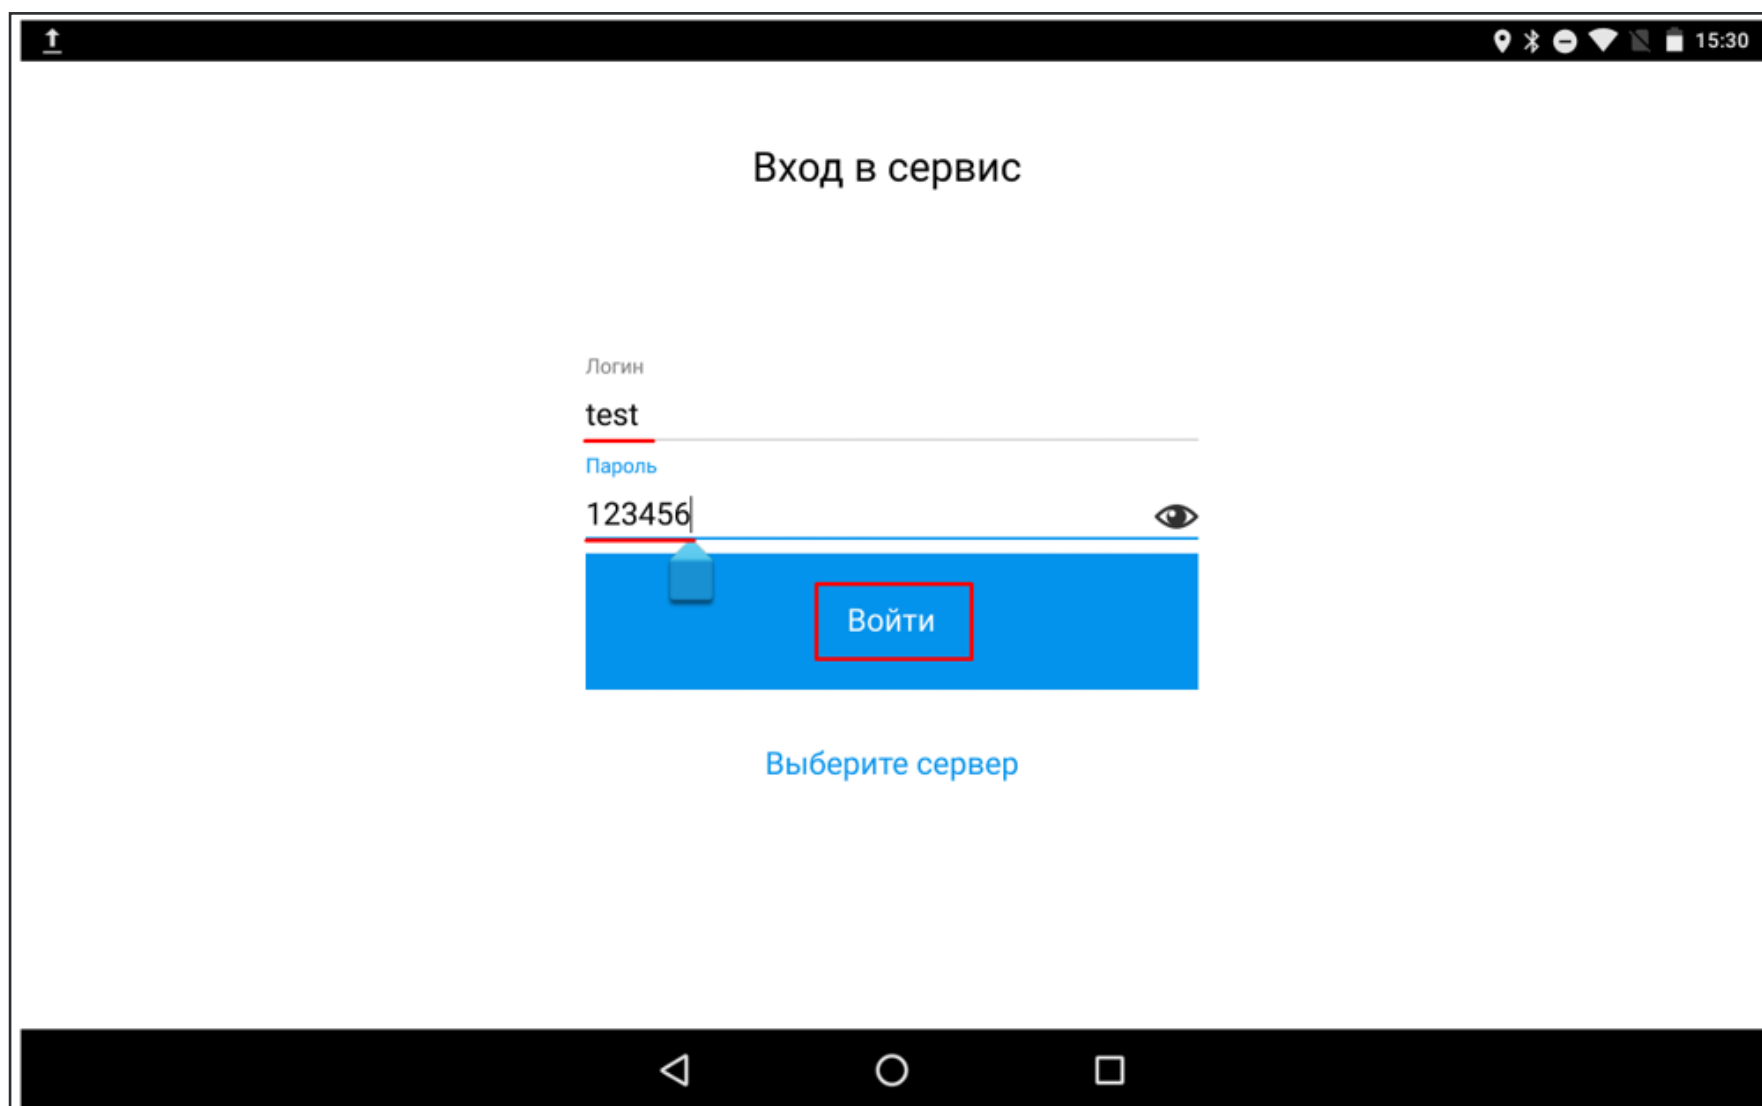 15:30
Вход в сервис
Логин
test
Пароль
123456
Войти
Выберите сервер